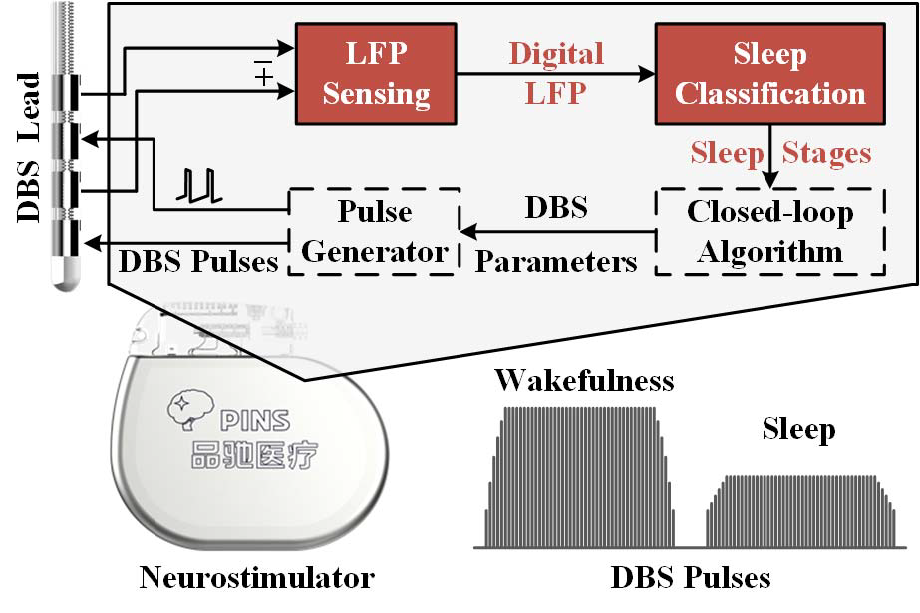 DBS Lead
LFP
Sensing
Digital
LFP
Sleep
Classification
Sleep Stages
Closed-loop
Algorithm
DBS
Parameters
Pulse
Generator
DBS Pulses
+
−
PINS
品驰医疗
Neurostimulator
Wakefulness
Sleep
DBS Pulses